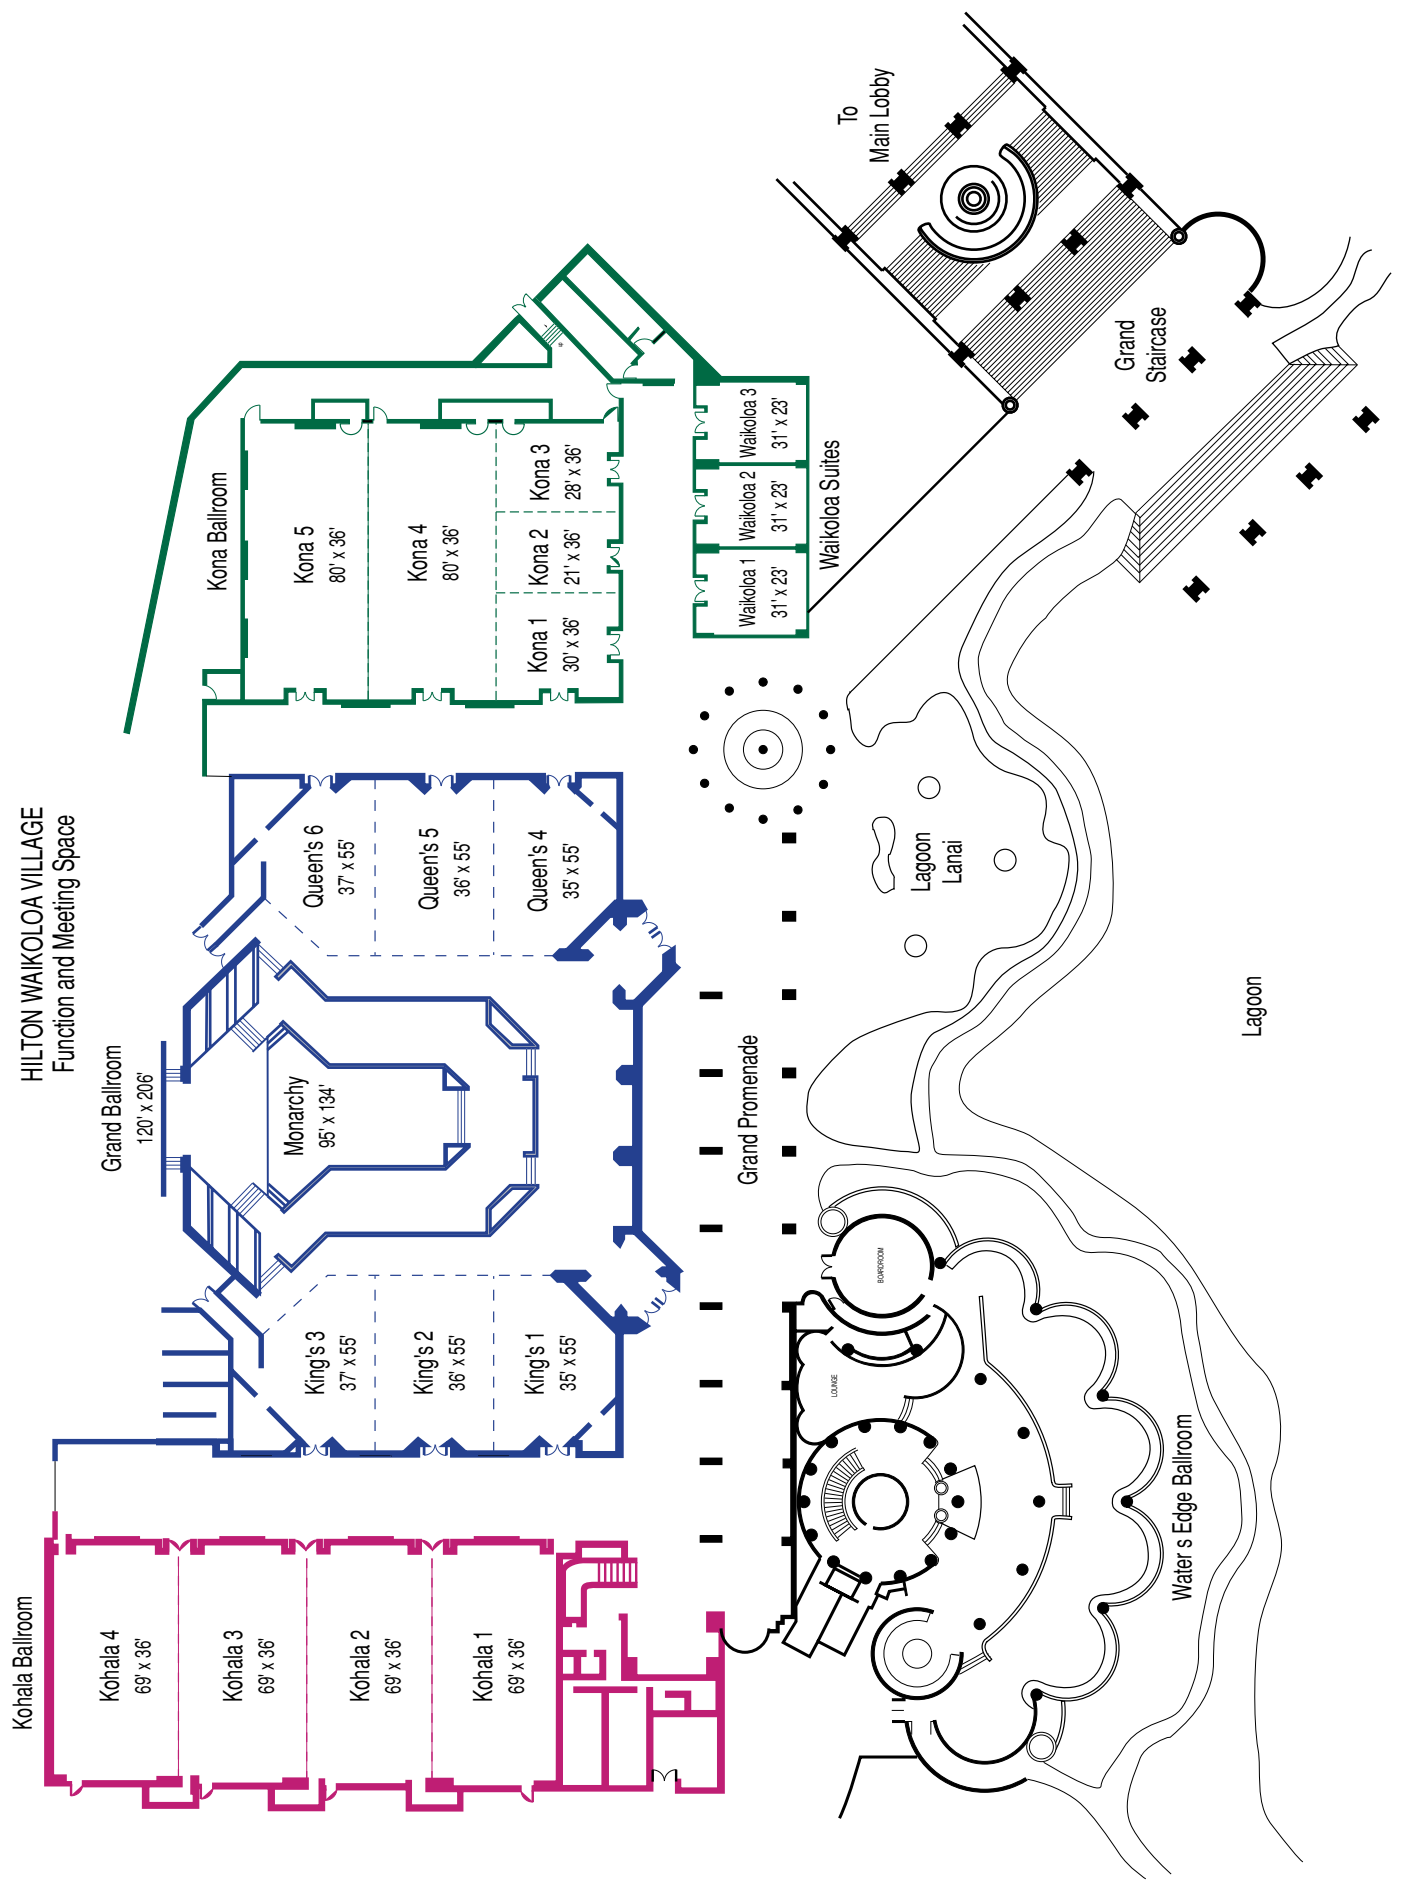 HILTON WAIKOLOA VILLAGE
Function and Meeting Space
Kohala Ballroom
Kohala 4
69' x 36'
Kohala 3
69' x 36'
Kohala 2
69' x 36'
Kohala 1
69' x 36'
Grand Ballroom
120' x 206'
King's 3
37' x 55'
King's 2
36' x 55'
King's 1
35' x 55'
Monarchy
95' x 134'
Queen's 6
37' x 55'
Queen's 5
36' x 55'
Queen's 4
35' x 55'
Kona Ballroom
Kona 5
80' x 36'
Kona 4
80' x 36'
Kona 1
30' x 36'
Kona 2
21' x 36'
Kona 3
28' x 36'
Waikoloa 1
31' x 23'
Waikoloa 2
31' x 23'
Waikoloa 3
31' x 23'
Waikoloa Suites
To
Main Lobby
Grand
Staircase
Grand Promenade
Lagoon
Lanai
Lagoon
BOARDROOM
LOUNGE
Water s Edge Ballroom